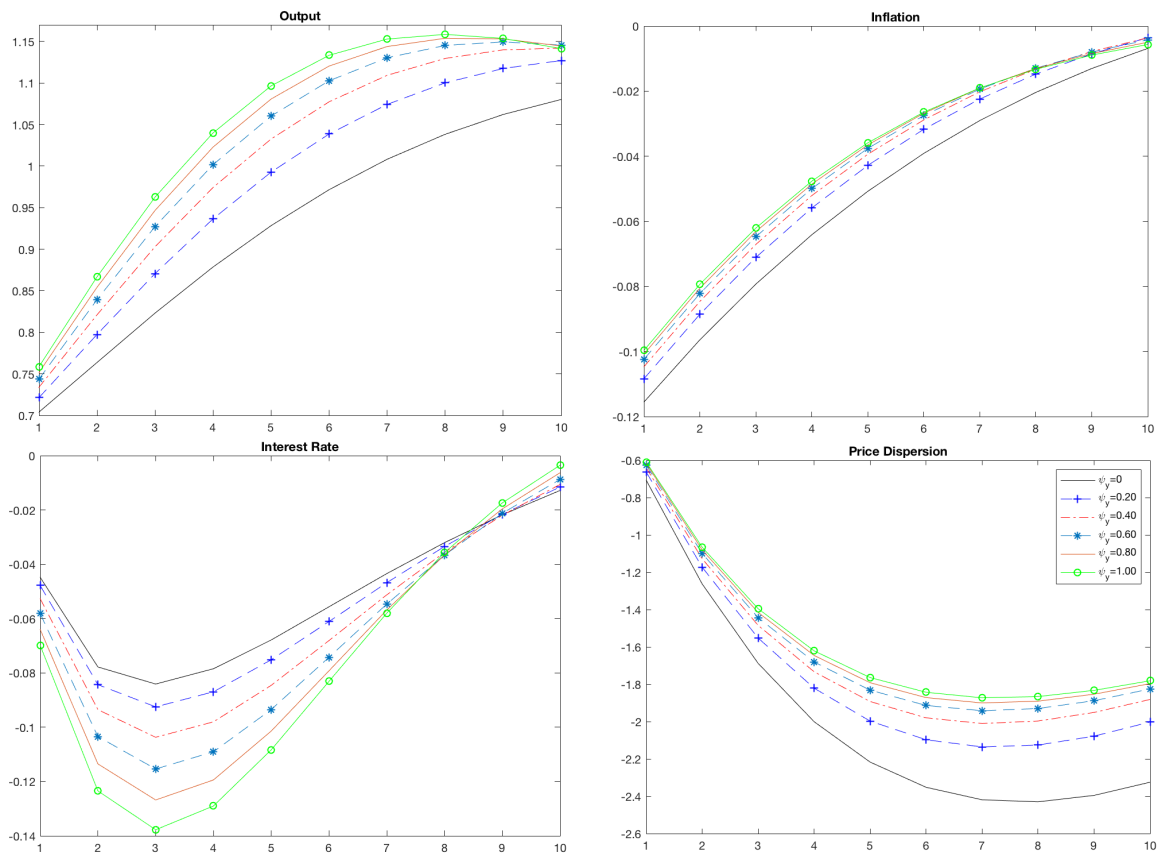 Output
1.15
1.1
1.05
1
0.95
0.9
0.85
0.8
0.75
0.7
1 2 3 4 5 6 7 8 9 10
Inflation
0
-0.02
-0.04
-0.06
-0.08
-0.1
-0.12
1 2 3 4 5 6 7 8 9 10
Interest Rate
0
-0.02
-0.04
-0.06
-0.08
-0.1
-0.12
-0.14
1 2 3 4 5 6 7 8 9 10
Price Dispersion
-0.6
-0.8
-1
-1.2
-1.4
-1.6
-1.8
-2
-2.2
-2.4
-2.6
1 2 3 4 5 6 7 8 9 10
ψ_y=0
ψ_y=0.20
ψ_y=0.40
ψ_y=0.60
ψ_y=0.80
ψ_y=1.00